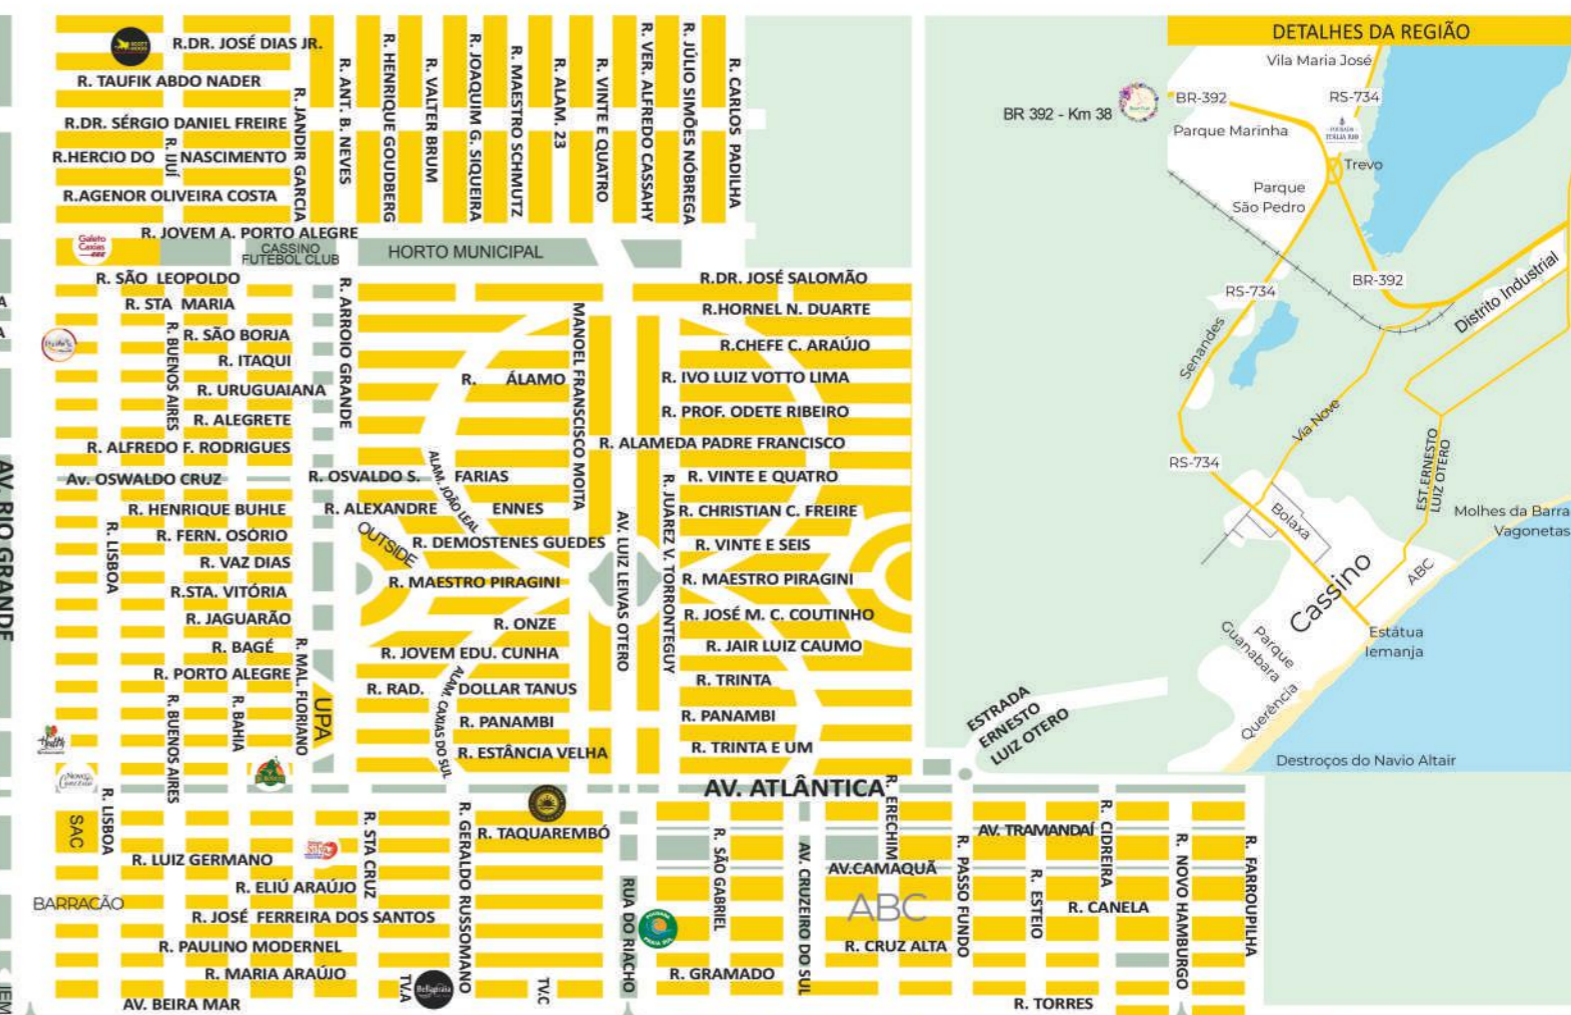 R.DR. JOSÉ DIAS JR.
R. TAUFIK ABDO NADER
R.DR. SÉRGIO DANIEL FREIRE
R.HERCIO DO NASCIMENTO
R. IJUÍ
R.AGENOR OLIVEIRA COSTA
R. JANDIR GARCIA
R. ANT. B. NEVES
R. HENRIQUE GOUDBERG
R. VALTER BRUM
R. JOAQUIM G. SIQUEIRA
R. MAESTRO SCHMUTZ
R. ALAM. 23
R. VINTE E QUATRO
R. VER. ALFREDO CASSAHY
R. JÚLIO SIMÕES NÓBREGA
R. CARLOS PADILHA
R. JOVEM A. PORTO ALEGRE
Galeto
Caxias
CASSINO
FUTEBOL CLUB
HORTO MUNICIPAL
R. SÃO LEOPOLDO
R. STA MARIA
R. SÃO BORJA
R. ITAQUI
R. URUGUAIANA
R. ALEGRETE
R. ALFREDO F. RODRIGUES
R. BUENOS AIRES
R. ARROIO GRANDE
Av. OSWALDO CRUZ
R. HENRIQUE BUHLE
R. FERN. OSÓRIO
R. VAZ DIAS
R.STA. VITÓRIA
R. JAGUARÃO
R. BAGÉ
R. PORTO ALEGRE
R. LISBOA
R. BUENOS AIRES
R. BAHIA
R. MAL. FLORIANO
UPA
AV. RIO GRANDE
R. ÁLAMO
MANOEL FRANSCISCO MOITA
R. OSVALDO S. FARIAS
ALAM. JOÃO LEAL
R. ALEXANDRE ENNES
OUTSIDE
R. DEMOSTENES GUEDES
R. MAESTRO PIRAGINI
R. ONZE
R. JOVEM EDU. CUNHA
R. RAD. DOLLAR TANUS
ALAM. CAXIAS DO SUL
R. PANAMBI
R. ESTÂNCIA VELHA
AV. LUIZ LEIVAS OTERO
R. JUAREZ V. TORRONTEGUY
R.DR. JOSÉ SALOMÃO
R.HORNEL N. DUARTE
R.CHEFE C. ARAÚJO
R. IVO LUIZ VOTTO LIMA
R. PROF. ODETE RIBEIRO
R. ALAMEDA PADRE FRANCISCO
R. VINTE E QUATRO
R. CHRISTIAN C. FREIRE
R. VINTE E SEIS
R. MAESTRO PIRAGINI
R. JOSÉ M. C. COUTINHO
R. JAIR LUIZ CAUMO
R. TRINTA
R. PANAMBI
R. TRINTA E UM
AV. ATLÂNTICA
ESTRADA
ERNESTO
LUIZ OTERO
SAC
R. LISBOA
BARRACÃO
R. LUIZ GERMANO
R. ELIÚ ARAÚJO
R. JOSÉ FERREIRA DOS SANTOS
R. PAULINO MODERNEL
R. MARIA ARAÚJO
AV. BEIRA MAR
R. STA CRUZ
R. GERALDO RUSSOMANO
R. TAQUAREMBÓ
TV.A
TV.C
RUA DO RIACHO
R. SÃO GABRIEL
R. GRAMADO
AV. CRUZEIRO DO SUL
R. ERECHIM
AV.CAMAQUÃ
ABC
R. CRUZ ALTA
R. PASSO FUNDO
AV. TRAMANDAÍ
R. ESTEIO
R. CIDREIRA
R. CANELA
R. NOVO HAMBURGO
R. FARROUPILHA
R. TORRES
DETALHES DA REGIÃO
Vila Maria José
BR 392 - Km 38
BR-392
RS-734
Parque Marinha
Trevo
Parque
São Pedro
RS-734
BR-392
Distrito Industrial
Senandes
Via Nove
RS-734
EST. ERNESTO
LUIZ OTERO
Bolaxa
Molhes da Barra
Vagonetas
Cassino
ABC
Parque
Guanabara
Estátua
Iemanja
Querência
Destroços do Navio Altair